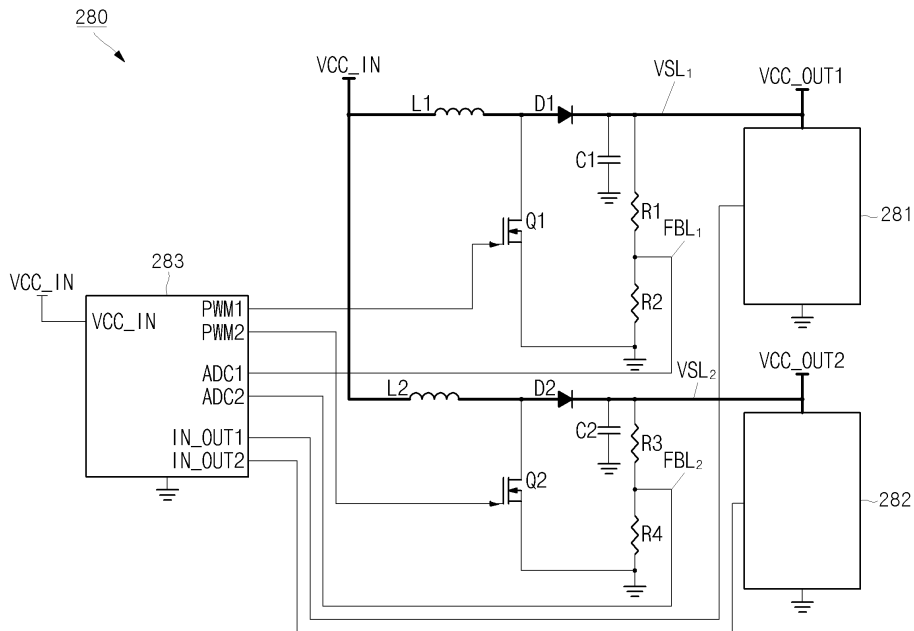 280
VCC_IN
VSL₁
VCC_OUT1
L1
D1
C1
R1
281
Q1
FBL₁
283
VCC_IN
R2
VCC_IN
PWM1
PWM2
ADC1
ADC2
IN_OUT1
IN_OUT2
VCC_OUT2
VSL₂
L2
D2
C2
R3
FBL₂
Q2
282
R4